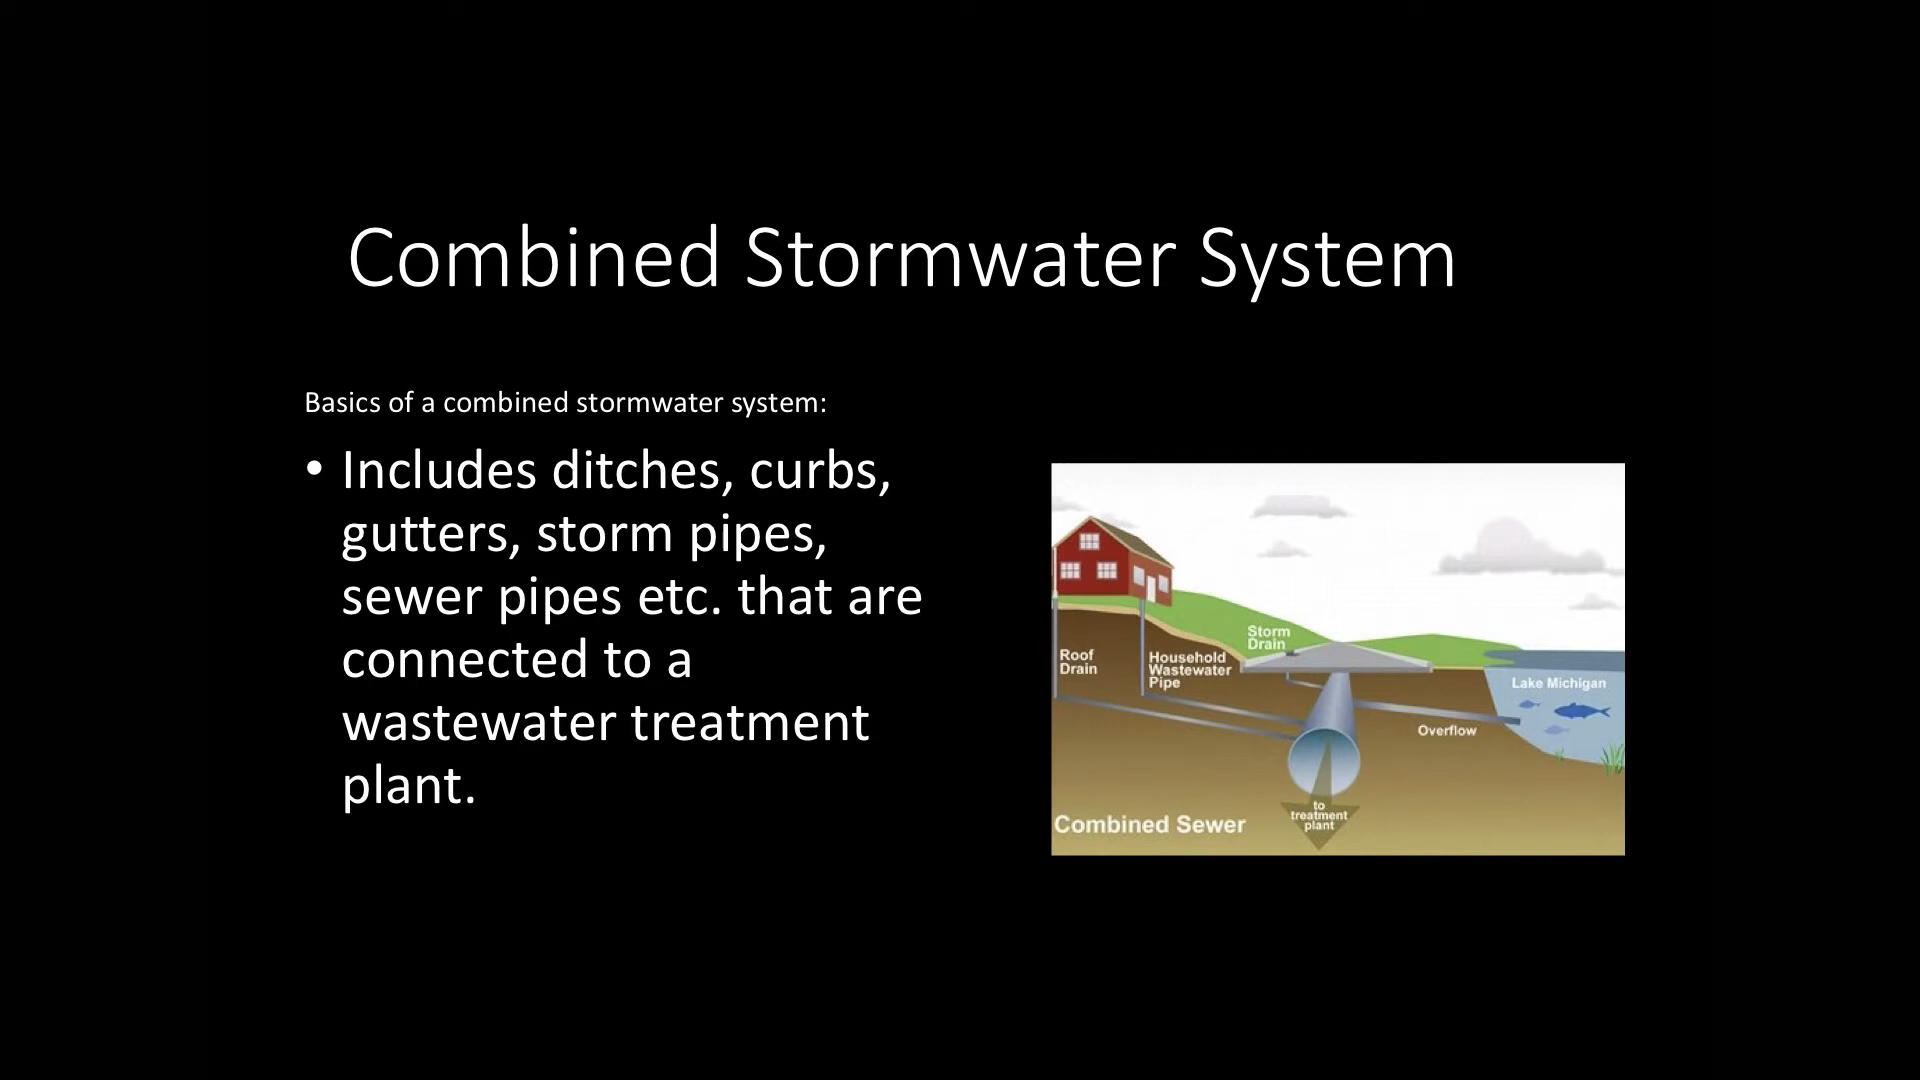 Combined Stormwater System
Basics of a combined stormwater system:
• Includes ditches, curbs,
gutters, storm pipes,
sewer pipes etc. that are
connected to a
wastewater treatment
plant.
Roof
Drain
Household
Wastewater
Pipe
Storm
Drain
Lake Michigan
Overflow
to
treatment
plant
Combined Sewer